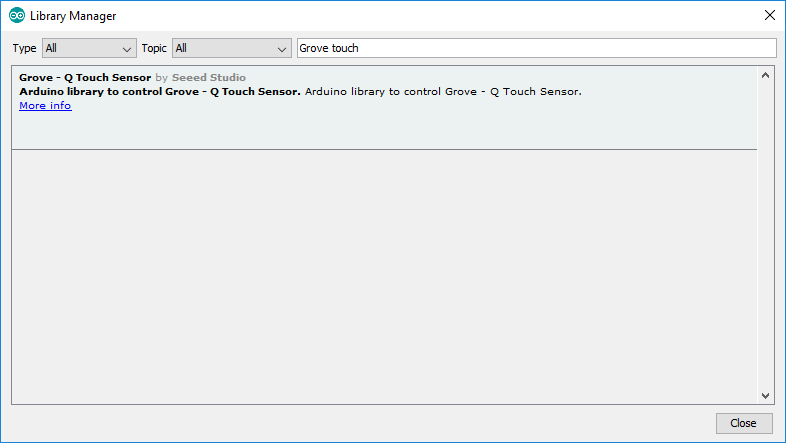 Library Manager
Type All Topic All Grove touch
Grove - Q Touch Sensor by Seeed Studio
Arduino library to control Grove - Q Touch Sensor. Arduino library to control Grove - Q Touch Sensor.
More info
Close